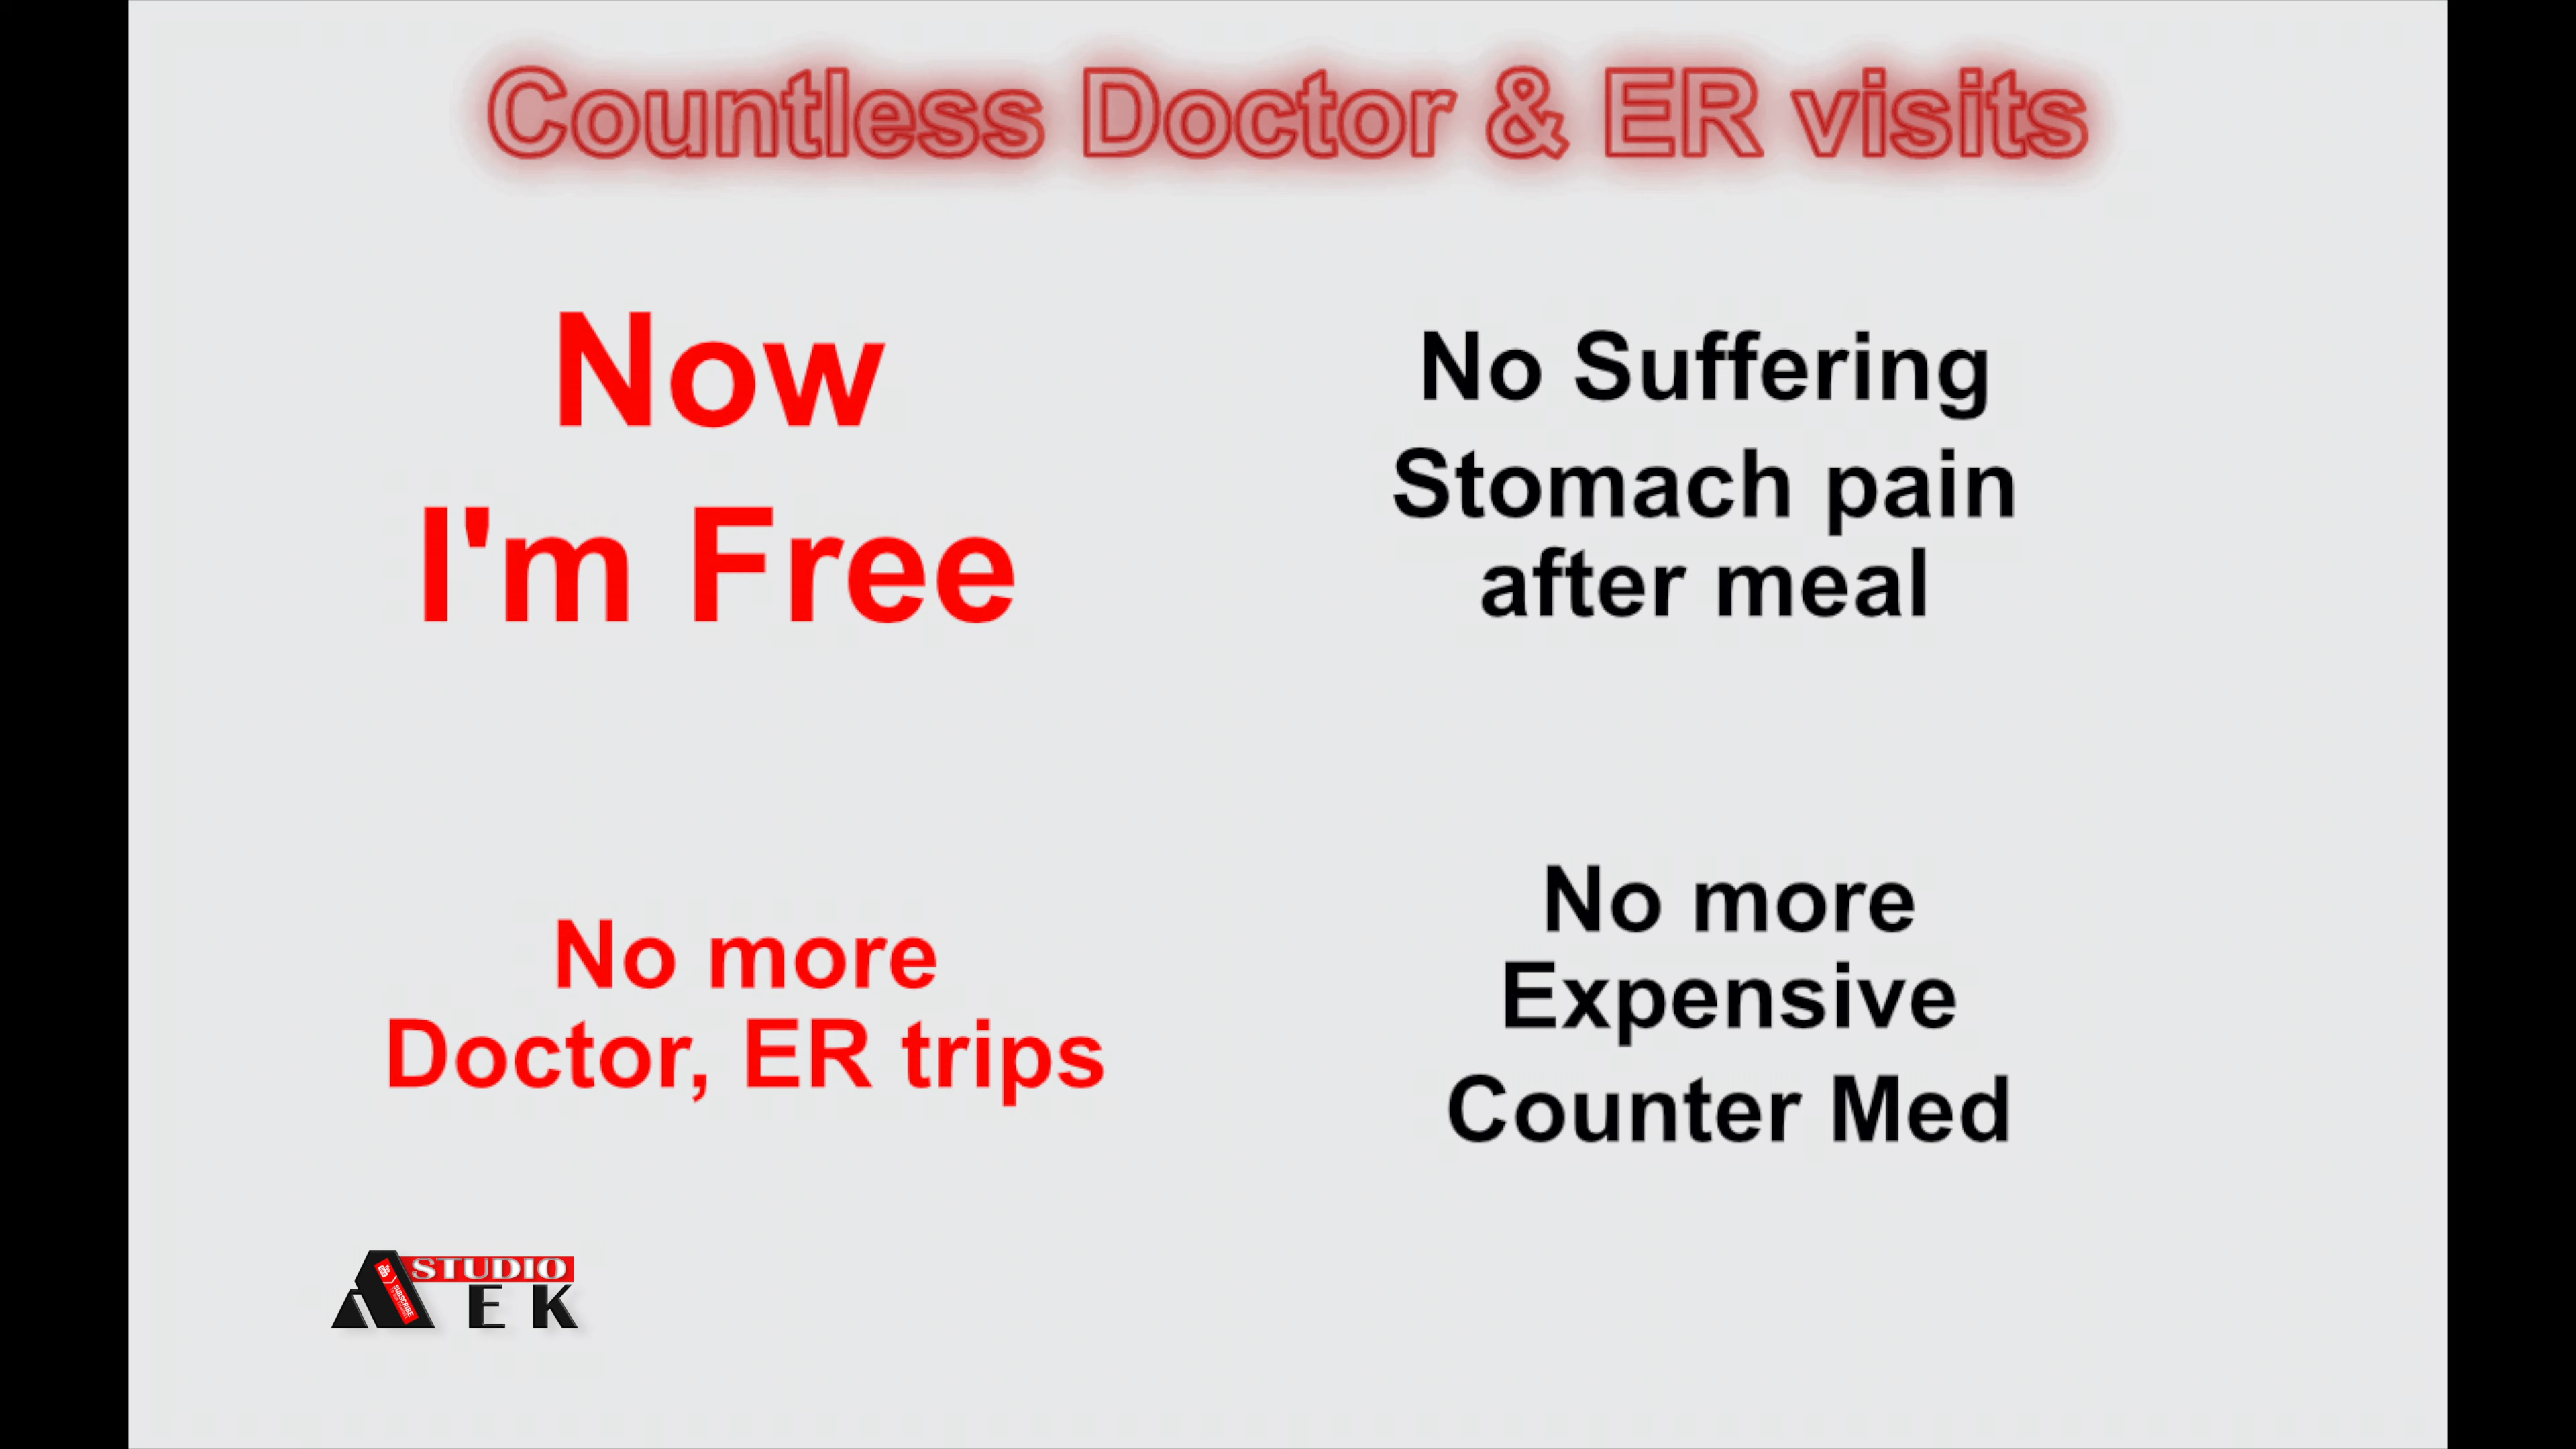 Countless Doctor & ER visits
Now
I'm Free
No Suffering
Stomach pain
after meal
No more
Doctor, ER trips
No more
Expensive
Counter Med
STUDIO
EK
SUBSCRIBE